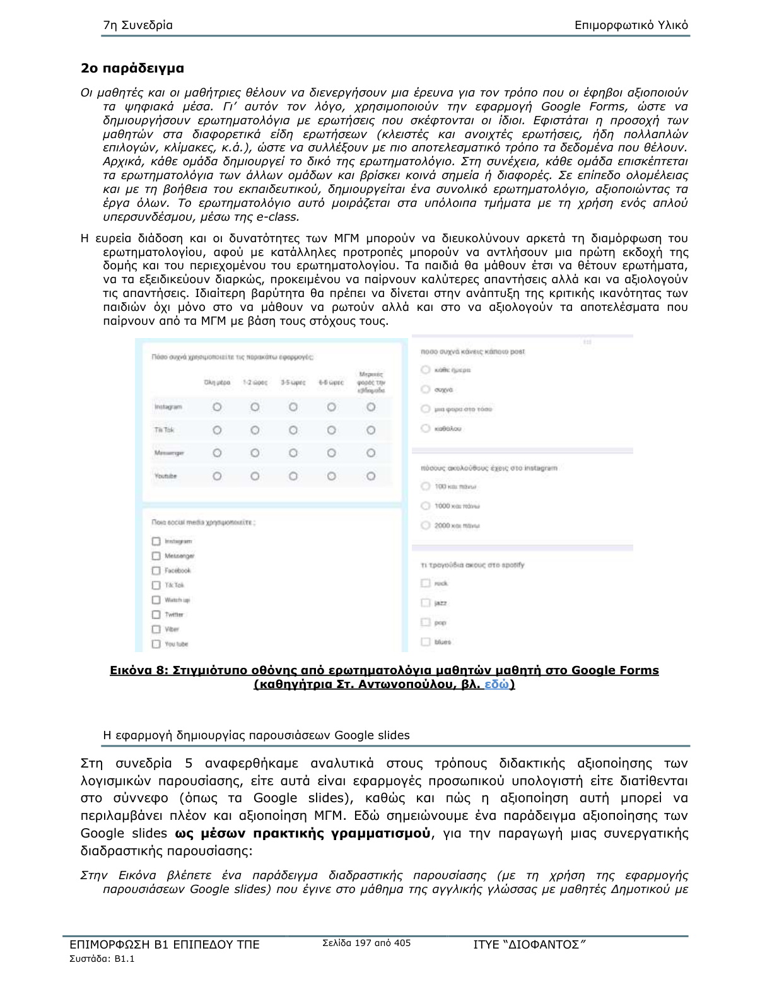 7η Συνεδρία Επιμορφωτικό Υλικό
2ο παράδειγμα
Οι μαθητές και οι μαθήτριες θέλουν να διενεργήσουν μια έρευνα για τον τρόπο που οι έφηβοι αξιοποιούν
τα ψηφιακά μέσα. Γι’ αυτόν τον λόγο, χρησιμοποιούν την εφαρμογή Google Forms, ώστε να
δημιουργήσουν ερωτηματολόγια με ερωτήσεις που σκέφτονται οι ίδιοι. Εφιστάται η προσοχή των
μαθητών στα διαφορετικά είδη ερωτήσεων (κλειστές και ανοιχτές ερωτήσεις, ήδη πολλαπλών
επιλογών, κλίμακες, κ.ά.), ώστε να συλλέξουν με πιο αποτελεσματικό τρόπο τα δεδομένα που θέλουν.
Αρχικά, κάθε ομάδα δημιουργεί το δικό της ερωτηματολόγιο. Στη συνέχεια, κάθε ομάδα επισκέπτεται
τα ερωτηματολόγια των άλλων ομάδων και βρίσκει κοινά σημεία ή διαφορές. Σε επίπεδο ολομέλειας
και με τη βοήθεια του εκπαιδευτικού, δημιουργείται ένα συνολικό ερωτηματολόγιο, αξιοποιώντας τα
έργα όλων. Το ερωτηματολόγιο αυτό μοιράζεται στα υπόλοιπα τμήματα με τη χρήση ενός απλού
υπερσυνδέσμου, μέσω της e-class.
Η ευρεία διάδοση και οι δυνατότητες των ΜΓΜ μπορούν να διευκολύνουν αρκετά τη διαμόρφωση του
ερωτηματολογίου, αφού με κατάλληλες προτροπές μπορούν να αντλήσουν μια πρώτη εκδοχή της
δομής και του περιεχομένου του ερωτηματολογίου. Τα παιδιά θα μάθουν έτσι να θέτουν ερωτήματα,
να τα εξειδικεύουν διαρκώς, προκειμένου να παίρνουν καλύτερες απαντήσεις αλλά και να αξιολογούν
τις απαντήσεις. Ιδιαίτερη βαρύτητα θα πρέπει να δίνεται στην ανάπτυξη της κριτικής ικανότητας των
παιδιών όχι μόνο στο να μάθουν να ρωτούν αλλά και στο να αξιολογούν τα αποτελέσματα που
παίρνουν από τα ΜΓΜ με βάση τους στόχους τους.
Πόσο συχνά χρησιμοποιείτε τις παρακάτω εφαρμογές;
Όλη μέρα 1-2 ώρες 3-5 ώρες 6-8 ώρες Μερικές
φορές την
εβδομάδα
Instagram
Tik Tok
Messenger
Youtube
Ποια social media χρησιμοποιείτε ;
Instagram
Messenger
Facebook
Tik Tok
Watch up
Twitter
Viber
You tube
ποσο συχνά κάνεις κάποιο post
κάθε ημερα
συχνά
μια φορα στο τόσο
καθόλου
πόσους ακολούθους έχεις στο instagram
100 και πάνω
1000 και πάνω
2000 και πάνω
τι τραγούδια ακους στο spotify
rock
jazz
pop
blues
Εικόνα 8: Στιγμιότυπο οθόνης από ερωτηματολόγια μαθητών μαθητή στο Google Forms
(καθηγήτρια Στ. Αντωνοπούλου, βλ. εδώ)
Η εφαρμογή δημιουργίας παρουσιάσεων Google slides
Στη συνεδρία 5 αναφερθήκαμε αναλυτικά στους τρόπους διδακτικής αξιοποίησης των
λογισμικών παρουσίασης, είτε αυτά είναι εφαρμογές προσωπικού υπολογιστή είτε διατίθενται
στο σύννεφο (όπως τα Google slides), καθώς και πώς η αξιοποίηση αυτή μπορεί να
περιλαμβάνει πλέον και αξιοποίηση ΜΓΜ. Εδώ σημειώνουμε ένα παράδειγμα αξιοποίησης των
Google slides ως μέσων πρακτικής γραμματισμού, για την παραγωγή μιας συνεργατικής
διαδραστικής παρουσίασης:
Στην Εικόνα βλέπετε ένα παράδειγμα διαδραστικής παρουσίασης (με τη χρήση της εφαρμογής
παρουσιάσεων Google slides) που έγινε στο μάθημα της αγγλικής γλώσσας με μαθητές Δημοτικού με
ΕΠΙΜΟΡΦΩΣΗ Β1 ΕΠΙΠΕΔΟΥ ΤΠΕ Σελίδα 197 από 405 ΙΤΥΕ “ΔΙΟΦΑΝΤΟΣ”
Συστάδα: Β1.1